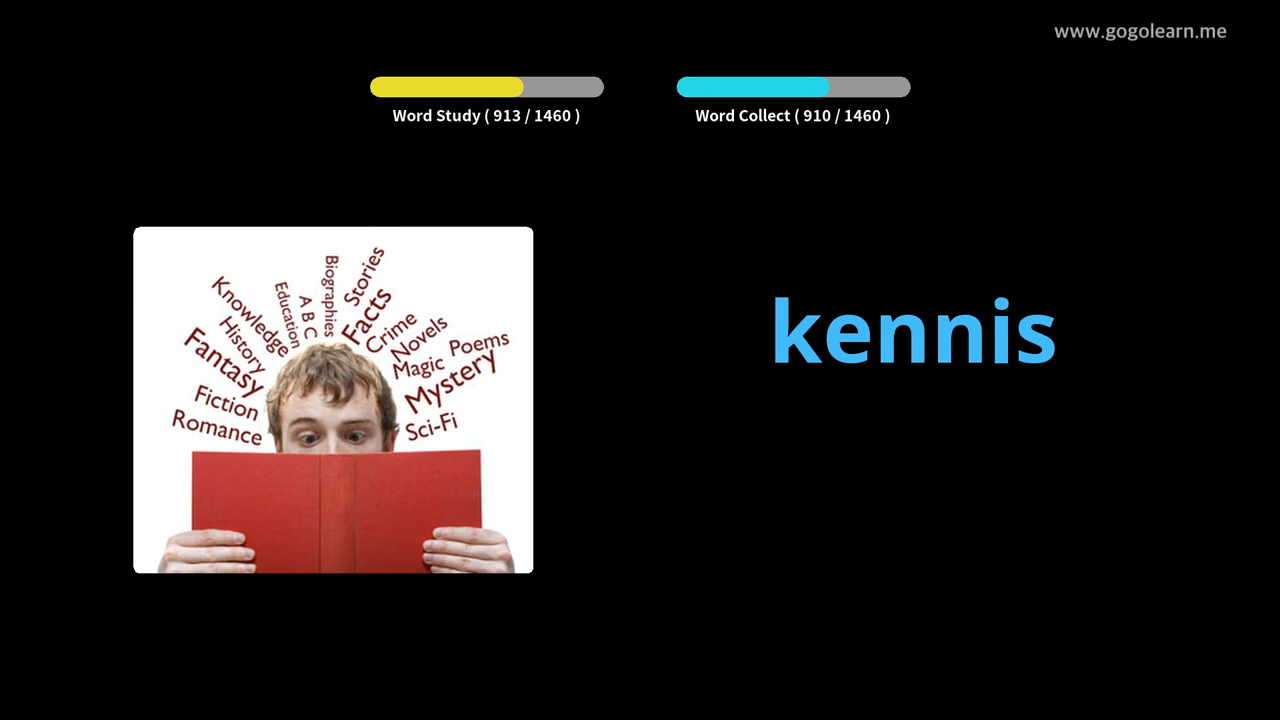 www.gogolearn.me
Word Study ( 913 / 1460 )
Word Collect ( 910 / 1460 )
Romance
Fiction
Fantasy
History
Knowledge
Education
A B C
Biographies
Stories
Facts
Crime
Novels
Magic
Poems
Mystery
Sci-Fi
kennis